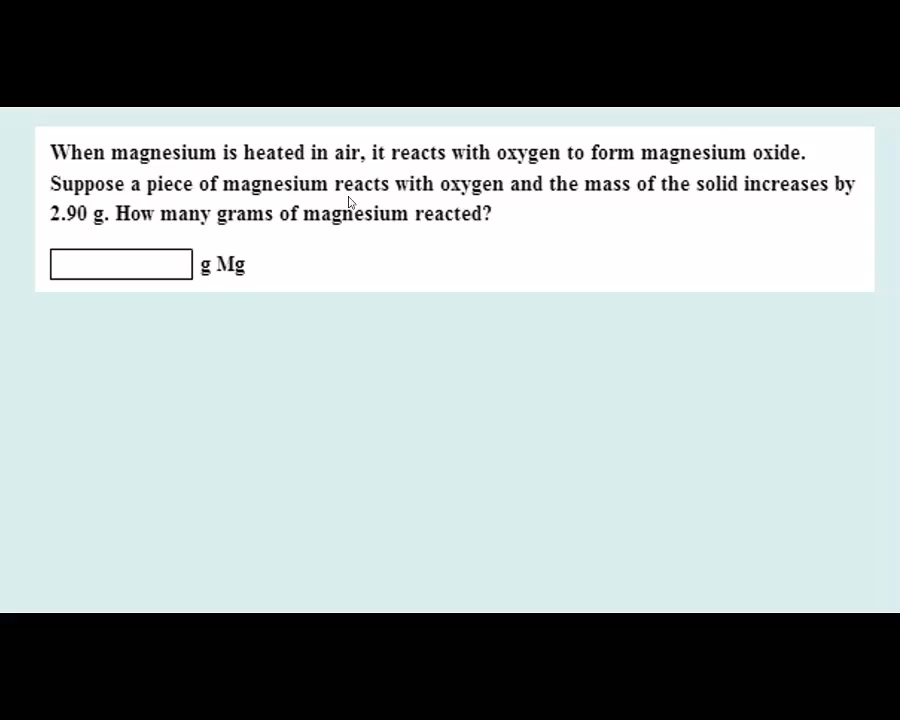 When magnesium is heated in air, it reacts with oxygen to form magnesium oxide.
Suppose a piece of magnesium reacts with oxygen and the mass of the solid increases by
2.90 g. How many grams of magnesium reacted?
g Mg